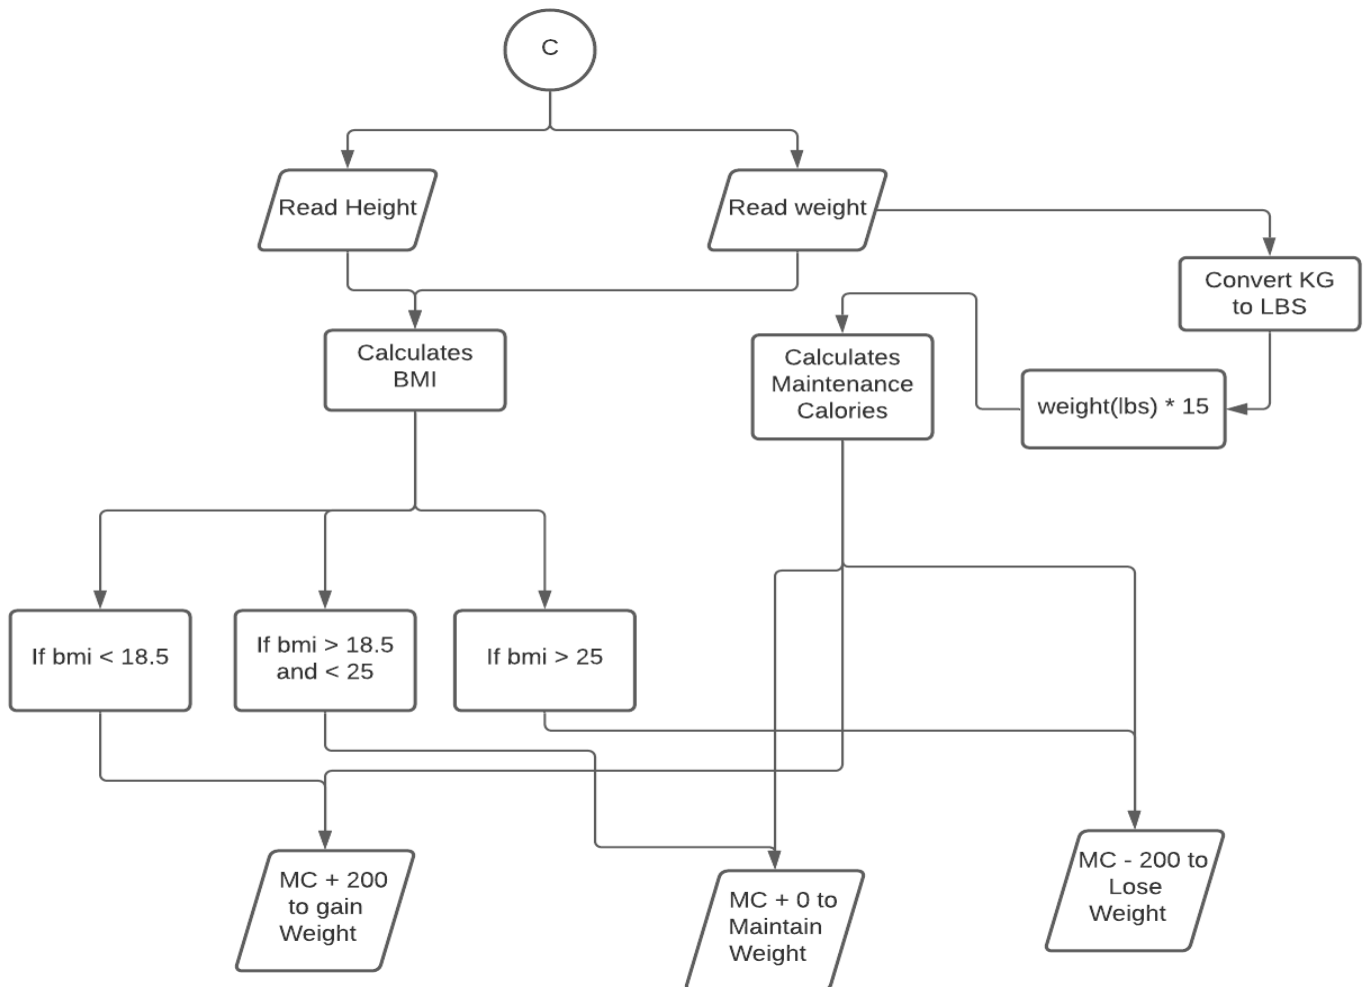 C
Read Height
Read weight
Convert KG
to LBS
Calculates
BMI
Calculates
Maintenance
Calories
weight(lbs) * 15
If bmi < 18.5
If bmi > 18.5
and < 25
If bmi > 25
MC + 200
to gain
Weight
MC + 0 to
Maintain
Weight
MC - 200 to
Lose
Weight